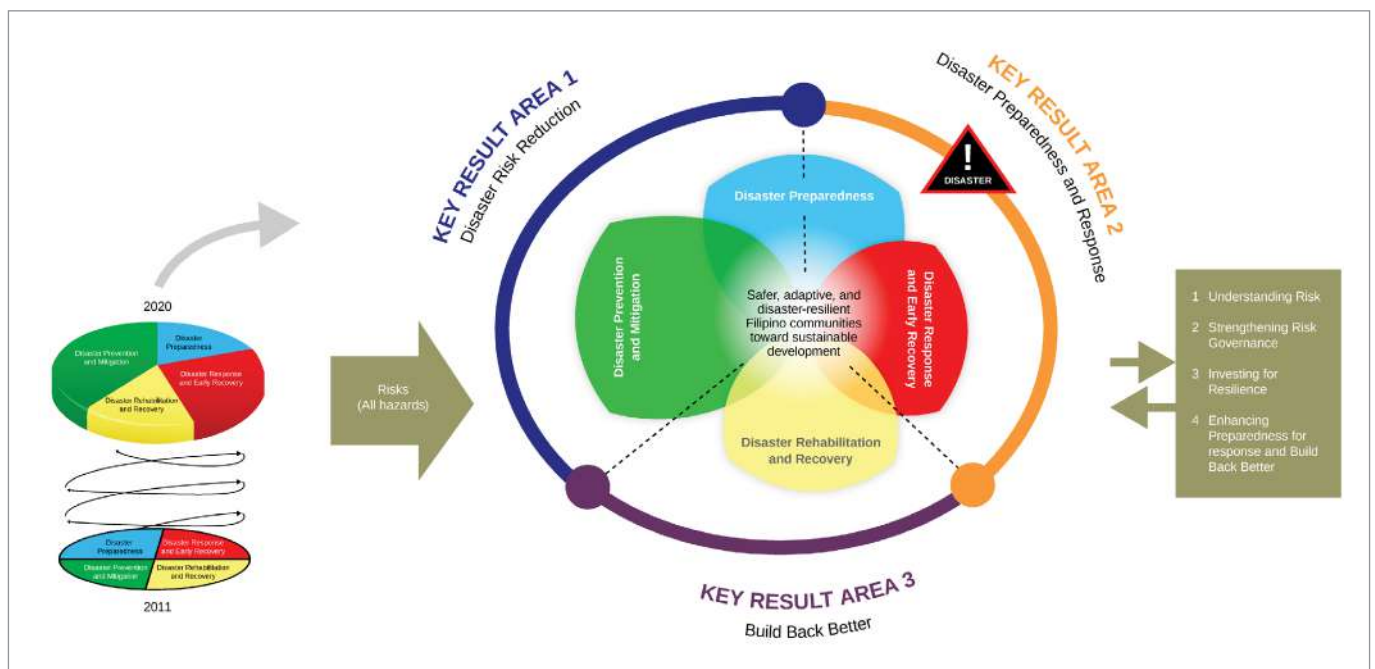 2020
Disaster Prevention
and Mitigation
Disaster
Preparedness
Disaster Response
and Early Recovery
Disaster Rehabilitation
and Recovery
Disaster
Preparedness
Disaster Response
and Early Recovery
Disaster Prevention
and Mitigation
Disaster Rehabilitation
and Recovery
2011
Risks
(All hazards)
KEY RESULT AREA 1
Disaster Risk Reduction
KEY RESULT AREA 2
Disaster Preparedness and Response
!
DISASTER
Disaster Preparedness
Disaster Prevention
and Mitigation
Safer, adaptive, and
disaster-resilient
Filipino communities
toward sustainable
development
Disaster Response
and Early Recovery
Disaster Rehabilitation
and Recovery
KEY RESULT AREA 3
Build Back Better
1 Understanding Risk
2 Strengthening Risk
Governance
3 Investing for
Resilience
4 Enhancing
Preparedness for
response and Build
Back Better